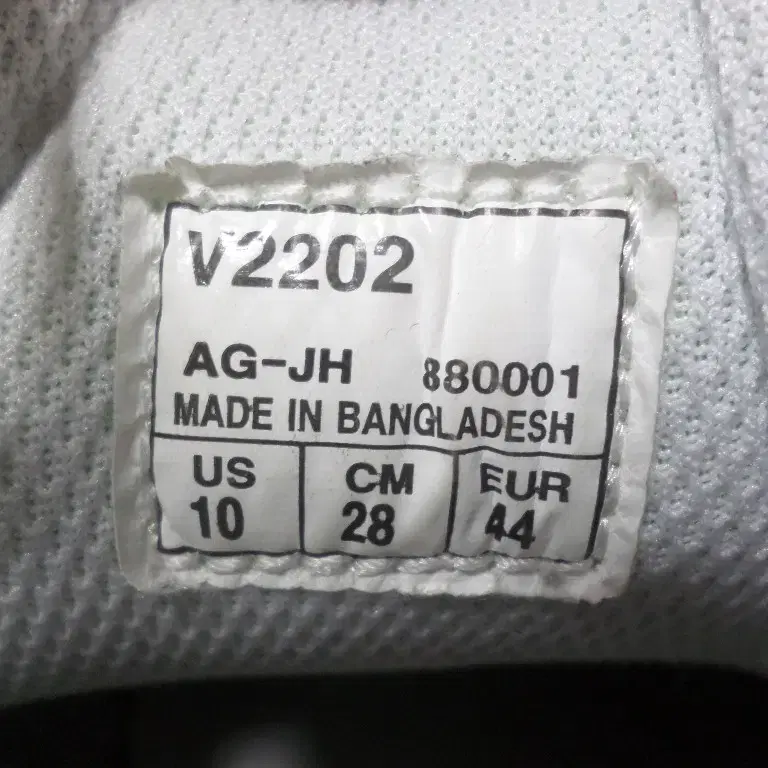 V2202
AG-JH 880001
MADE IN BANGLADESH
US CM EUR
10 28 44